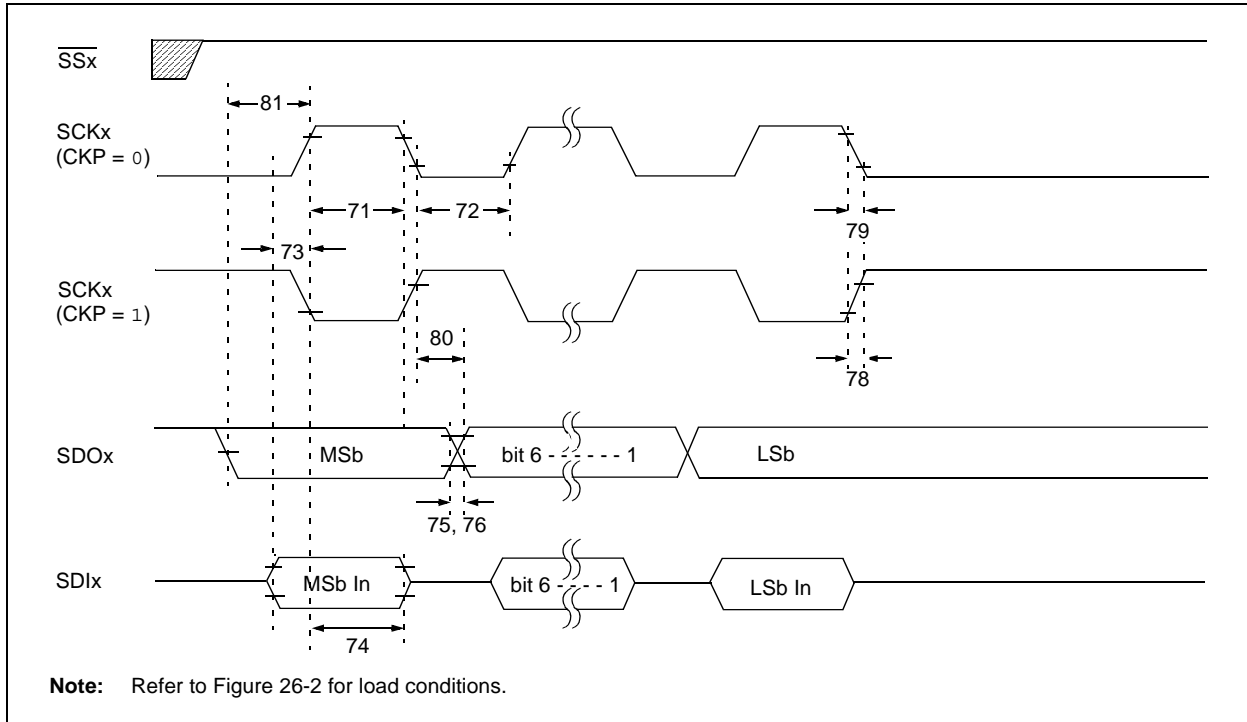 SSx
81
SCKx
(CKP = 0)
71
72
73
79
SCKx
(CKP = 1)
80
78
SDOx
MSb
bit 6 - - - - - - 1
LSb
75, 76
SDIx
MSb In
bit 6 - - - - 1
LSb In
74
Note: Refer to Figure 26-2 for load conditions.